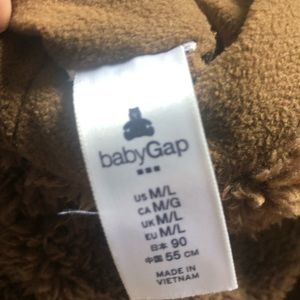 babyGap
US M/L
CA M/G
UK M/L
EU M/L
日本 90
中国 55 CM
MADE IN
VIETNAM